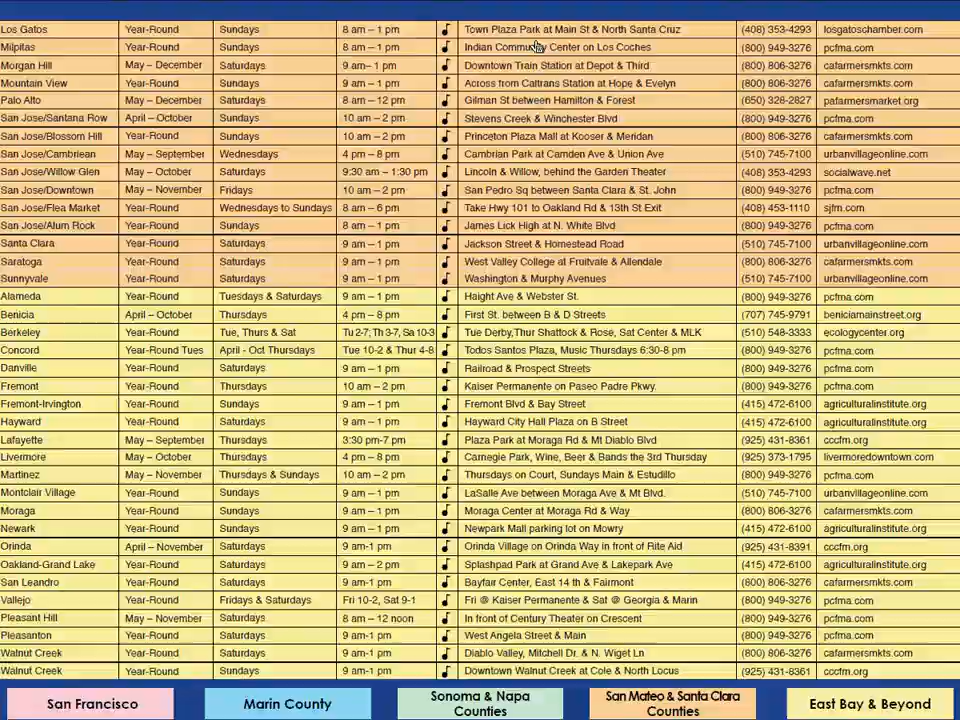 Los Gatos Year-Round Sundays 8 am – 1 pm Town Plaza Park at Main St & North Santa Cruz (408) 353-4293 losgatoschamber.com
Milpitas Year-Round Sundays 8 am – 1 pm Indian Community Center on Los Coches (800) 949-3276 pcfma.com
Morgan Hill May – December Saturdays 9 am– 1 pm Downtown Train Station at Depot & Third (800) 806-3276 cafarmersmkts.com
Mountain View Year-Round Sundays 9 am – 1 pm Across from Caltrans Station at Hope & Evelyn (800) 806-3276 cafarmersmkts.com
Palo Alto May – December Saturdays 8 am – 12 pm Gilman St between Hamilton & Forest (650) 328-2827 pafarmersmarket.org
San Jose/Santana Row April – October Sundays 10 am – 2 pm Stevens Creek & Winchester Blvd (800) 949-3276 pcfma.com
San Jose/Blossom Hill Year-Round Sundays 10 am – 2 pm Princeton Plaza Mall at Kooser & Meridan (800) 806-3276 cafarmersmkts.com
San Jose/Cambriean May – September Wednesdays 4 pm – 8 pm Cambrian Park at Camden Ave & Union Ave (510) 745-7100 urbanvillageonline.com
San Jose/Willow Glen May – October Saturdays 9:30 am – 1:30 pm Lincoln & Willow, behind the Garden Theater (408) 353-4293 socialwave.net
San Jose/Downtown May – November Fridays 10 am – 2 pm San Pedro Sq between Santa Clara & St. John (800) 949-3276 pcfma.com
San Jose/Flea Market Year-Round Wednesdays to Sundays 8 am – 6 pm Take Hwy 101 to Oakland Rd & 13th St Exit (408) 453-1110 sjfm.com
San Jose/Alum Rock Year-Round Sundays 8 am – 1 pm James Lick High at N. White Blvd (800) 949-3276 pcfma.com
Santa Clara Year-Round Saturdays 9 am – 1 pm Jackson Street & Homestead Road (510) 745-7100 urbanvillageonline.com
Saratoga Year-Round Saturdays 9 am – 1 pm West Valley College at Fruitvale & Allendale (800) 806-3276 cafarmersmkts.com
Sunnyvale Year-Round Saturdays 9 am – 1 pm Washington & Murphy Avenues (510) 745-7100 urbanvillageonline.com
Alameda Year-Round Tuesdays & Saturdays 9 am – 1 pm Haight Ave & Webster St. (800) 949-3276 pcfma.com
Benicia April – October Thursdays 4 pm – 8 pm First St. between B & D Streets (707) 745-9791 beniciamainstreet.org
Berkeley Year-Round Tue, Thurs & Sat Tu 2-7; Th 3-7, Sa 10-3 Tue Derby,Thur Shattock & Rose, Sat Center & MLK (510) 548-3333 ecologycenter.org
Concord Year-Round Tues April - Oct Thursdays Tue 10-2 & Thur 4-8 Todos Santos Plaza, Music Thursdays 6:30-8 pm (800) 949-3276 pcfma.com
Danville Year-Round Saturdays 9 am – 1 pm Railroad & Prospect Streets (800) 949-3276 pcfma.com
Fremont Year-Round Thursdays 10 am – 2 pm Kaiser Permanente on Paseo Padre Pkwy. (800) 949-3276 pcfma.com
Fremont-Irvington Year-Round Sundays 9 am – 1 pm Fremont Blvd & Bay Street (415) 472-6100 agriculturalinstitute.org
Hayward Year-Round Saturdays 9 am – 1 pm Hayward City Hall Plaza on B Street (415) 472-6100 agriculturalinstitute.org
Lafayette May – September Thursdays 3:30 pm-7 pm Plaza Park at Moraga Rd & Mt Diablo Blvd (925) 431-8361 cccfm.org
Livermore May – October Thursdays 4 pm – 8 pm Carnegie Park, Wine, Beer & Bands the 3rd Thursday (925) 373-1795 livermoredowntown.com
Martinez May – November Thursdays & Sundays 10 am – 2 pm Thursdays on Court, Sundays Main & Estudillo (800) 949-3276 pcfma.com
Montclair Village Year-Round Sundays 9 am – 1 pm LaSalle Ave between Moraga Ave & Mt Blvd. (510) 745-7100 urbanvillageonline.com
Moraga Year-Round Sundays 9 am – 1 pm Moraga Center at Moraga Rd & Way (800) 806-3276 cafarmersmkts.com
Newark Year-Round Sundays 9 am – 1 pm Newpark Mall parking lot on Mowry (415) 472-6100 agriculturalinstitute.org
Orinda April – November Saturdays 9 am-1 pm Orinda Village on Orinda Way in front of Rite Aid (925) 431-8391 cccfm.org
Oakland-Grand Lake Year-Round Saturdays 9 am – 2 pm Splashpad Park at Grand Ave & Lakepark Ave (415) 472-6100 agriculturalinstitute.org
San Leandro Year-Round Saturdays 9 am-1 pm Bayfair Center, East 14 th & Fairmont (800) 806-3276 cafarmersmkts.com
Vallejo Year-Round Fridays & Saturdays Fri 10-2, Sat 9-1 Fri @ Kaiser Permanente & Sat @ Georgia & Marin (800) 949-3276 pcfma.com
Pleasant Hill May – November Saturdays 8 am – 12 noon In front of Century Theater on Crescent (800) 949-3276 pcfma.com
Pleasanton Year-Round Saturdays 9 am-1 pm West Angela Street & Main (800) 949-3276 pcfma.com
Walnut Creek Year-Round Saturdays 9 am-1 pm Diablo Valley, Mitchell Dr. & N. Wiget Ln (800) 806-3276 cafarmersmkts.com
Walnut Creek Year-Round Sundays 9 am-1 pm Downtown Walnut Creek at Cole & North Locus (925) 431-8361 cccfm.org
San Francisco
Marin County
Sonoma & Napa
Counties
San Mateo & Santa Clara
Counties
East Bay & Beyond